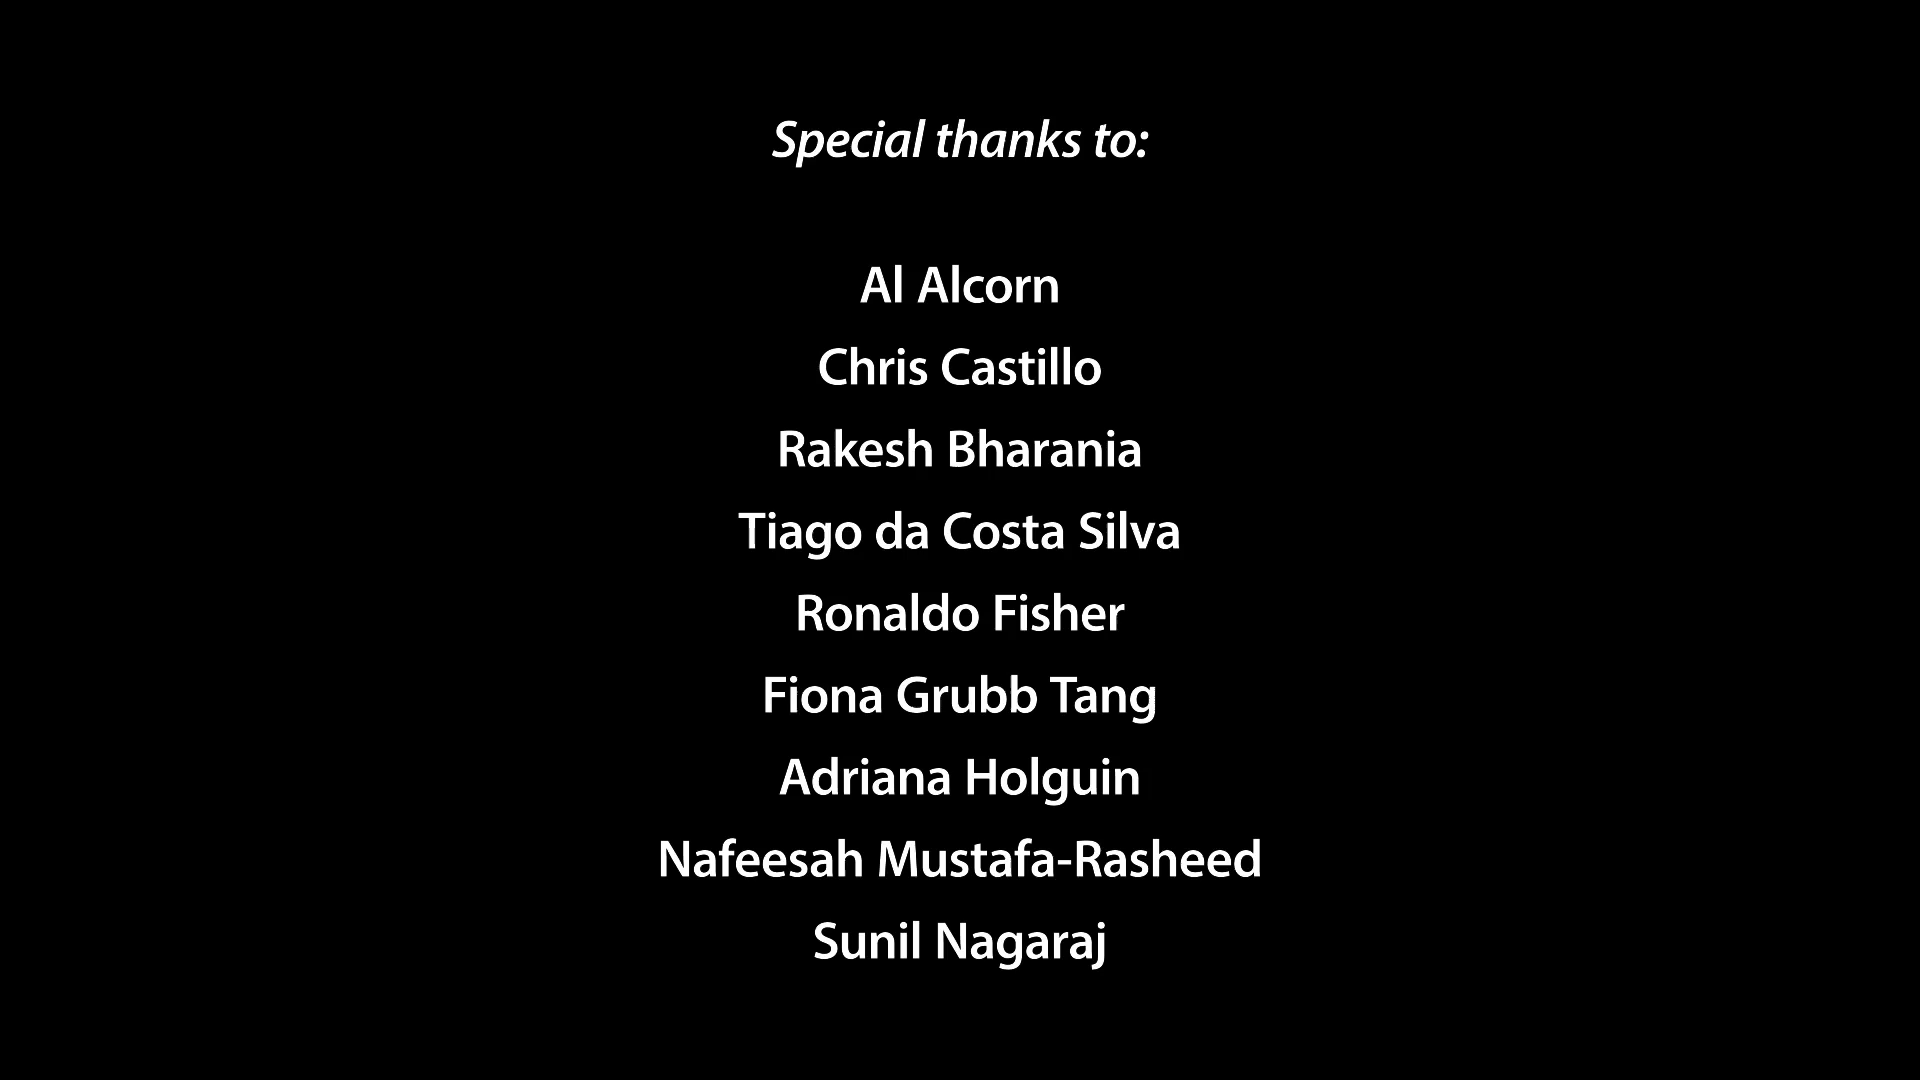 Special thanks to:
Al Alcorn
Chris Castillo
Rakesh Bharania
Tiago da Costa Silva
Ronaldo Fisher
Fiona Grubb Tang
Adriana Holguin
Nafeesah Mustafa-Rasheed
Sunil Nagaraj